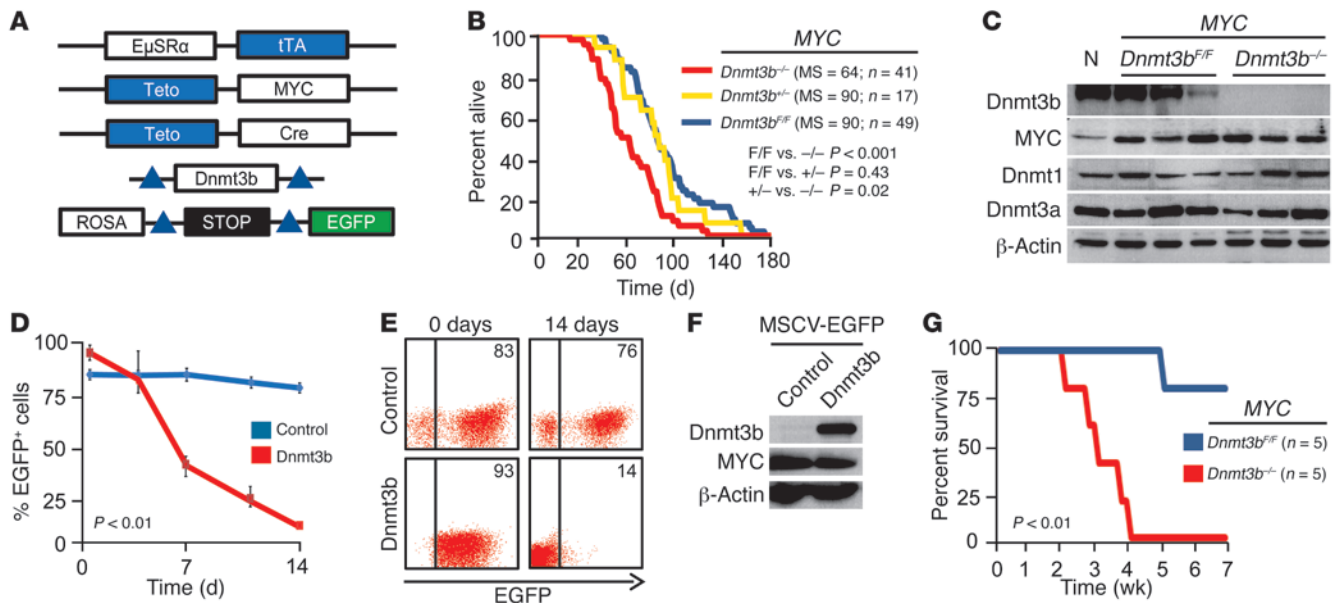 A
EμSRα tTA
Teto MYC
Teto Cre
Dnmt3b
ROSA STOP EGFP
B
Percent alive
100
80
60
40
20
0
0 20 60 100 140 180
Time (d)
MYC
Dnmt3b-/- (MS = 64; n = 41)
Dnmt3b+/- (MS = 90; n = 17)
Dnmt3bF/F (MS = 90; n = 49)
F/F vs. –/– P < 0.001
F/F vs. +/– P = 0.43
+/– vs. –/– P = 0.02
C
MYC
N Dnmt3bF/F Dnmt3b-/-
Dnmt3b
MYC
Dnmt1
Dnmt3a
β-Actin
D
% EGFP+ cells
100
75
50
25
0
Control
Dnmt3b
P < 0.01
0 7 14
Time (d)
E
0 days 14 days
Control
83 76
Dnmt3b
93 14
EGFP
F
MSCV-EGFP
Control Dnmt3b
Dnmt3b
MYC
β-Actin
G
Percent survival
100
75
50
25
0
P < 0.01
0 1 2 3 4 5 6 7
Time (wk)
MYC
Dnmt3bF/F (n = 5)
Dnmt3b-/- (n = 5)